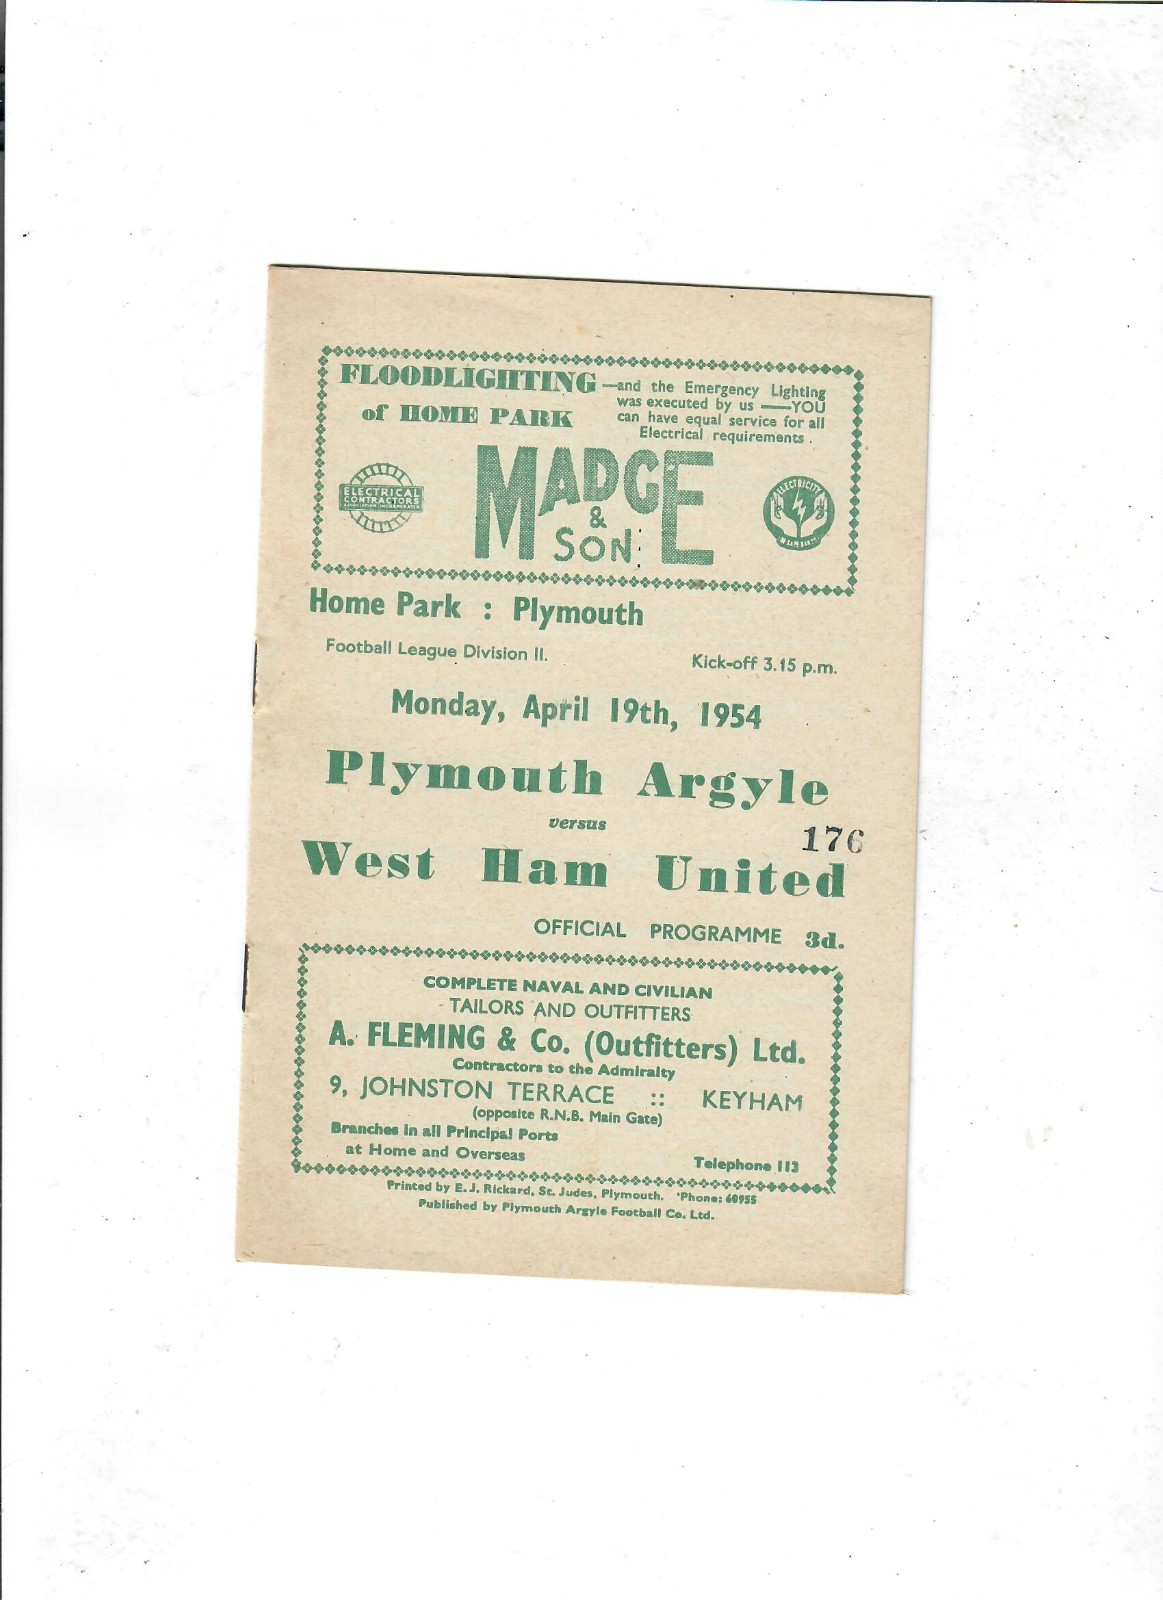 FLOODLIGHTING —and the Emergency Lighting
was executed by us —YOU
of HOME PARK can have equal service for all
Electrical requirements.
ELECTRICAL
CONTRACTORS
ASSOCIATION INCORPORATED
MADGE
& SON
ELECTRICITY
Home Park : Plymouth
Football League Division II. Kick-off 3.15 p.m.
Monday, April 19th, 1954
Plymouth Argyle
versus
176
West Ham United
OFFICIAL PROGRAMME 3d.
COMPLETE NAVAL AND CIVILIAN
TAILORS AND OUTFITTERS
A. FLEMING & Co. (Outfitters) Ltd.
Contractors to the Admiralty
9, JOHNSTON TERRACE :: KEYHAM
(opposite R.N.B. Main Gate)
Branches in all Principal Ports
at Home and Overseas
Telephone 113
Printed by E. J. Rickard, St. Judes, Plymouth. 'Phone: 60955
Published by Plymouth Argyle Football Co. Ltd.